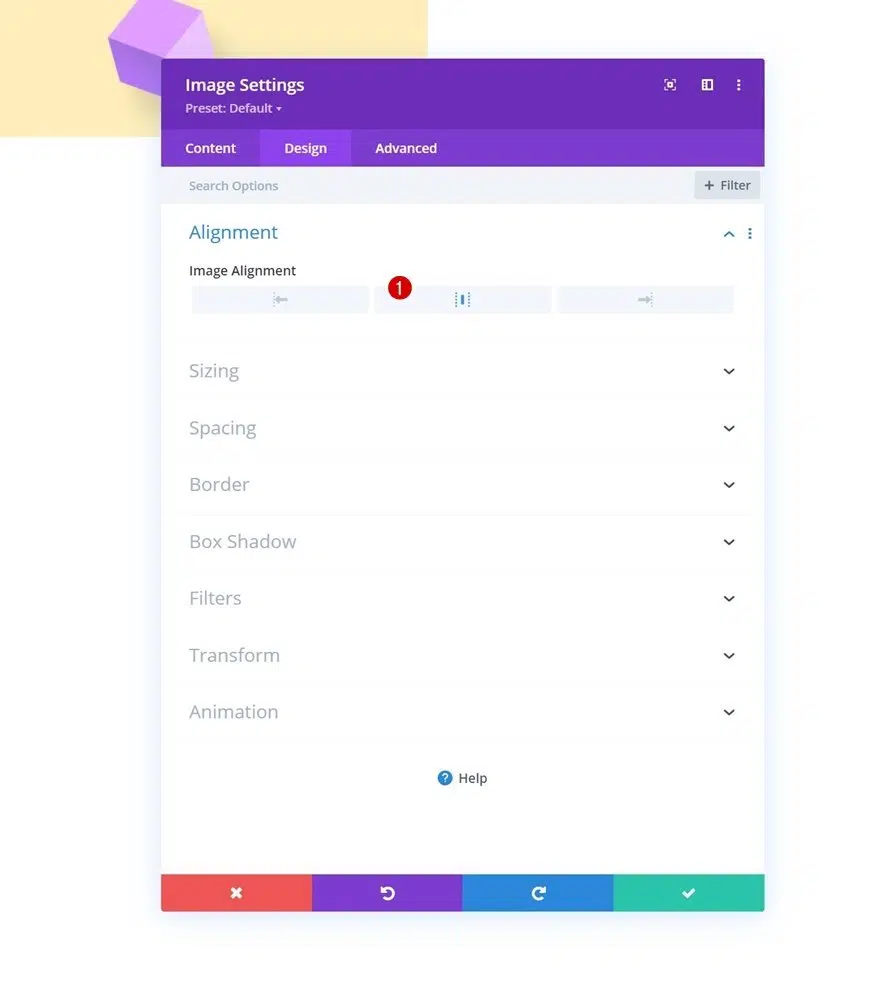 Image Settings
Preset: Default
Content Design Advanced
Search Options
+ Filter
Alignment
Image Alignment
1
Sizing
Spacing
Border
Box Shadow
Filters
Transform
Animation
? Help